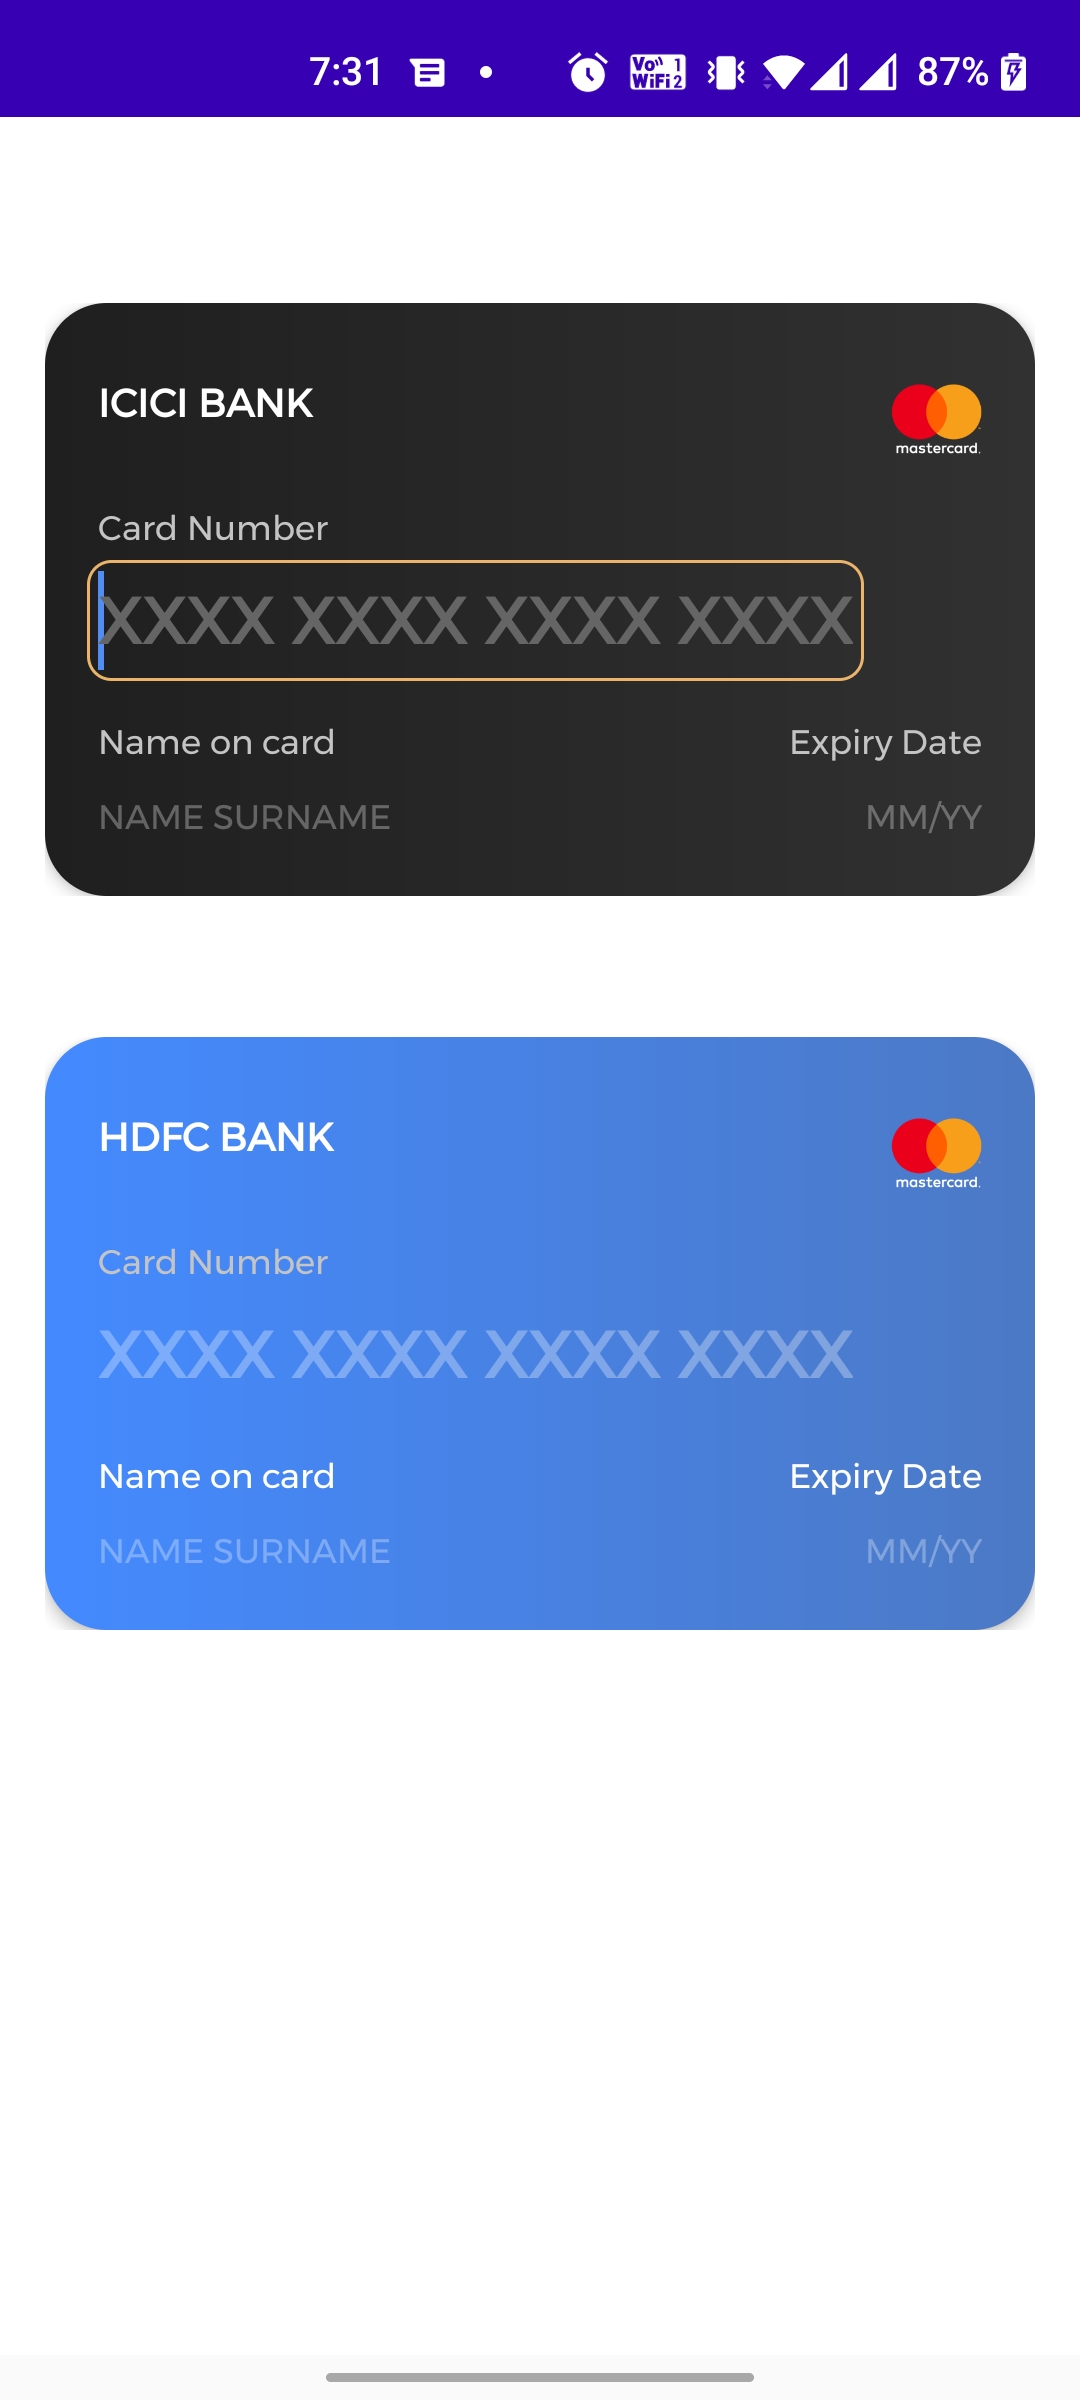 7:31 Vo)) 1 WiFi 2 87%
ICICI BANK
mastercard.
Card Number
XXXX XXXX XXXX XXXX
Name on card Expiry Date
NAME SURNAME MM/YY
HDFC BANK
mastercard.
Card Number
XXXX XXXX XXXX XXXX
Name on card Expiry Date
NAME SURNAME MM/YY